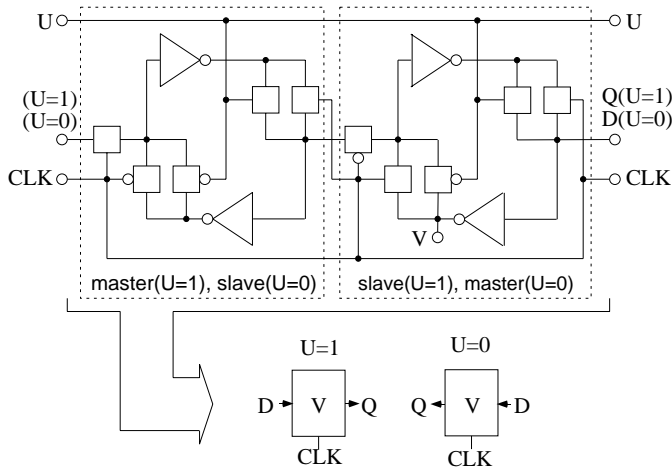 U
U
(U=1)
(U=0)
Q(U=1)
D(U=0)
CLK
CLK
V
master(U=1), slave(U=0)
slave(U=1), master(U=0)
U=1
U=0
D
V
Q
Q
V
D
CLK
CLK